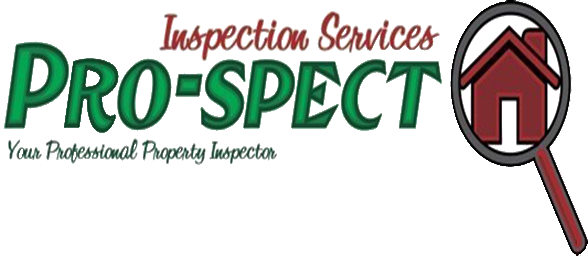 Inspection Services
PRO-SPECT
Your Professional Property Inspector